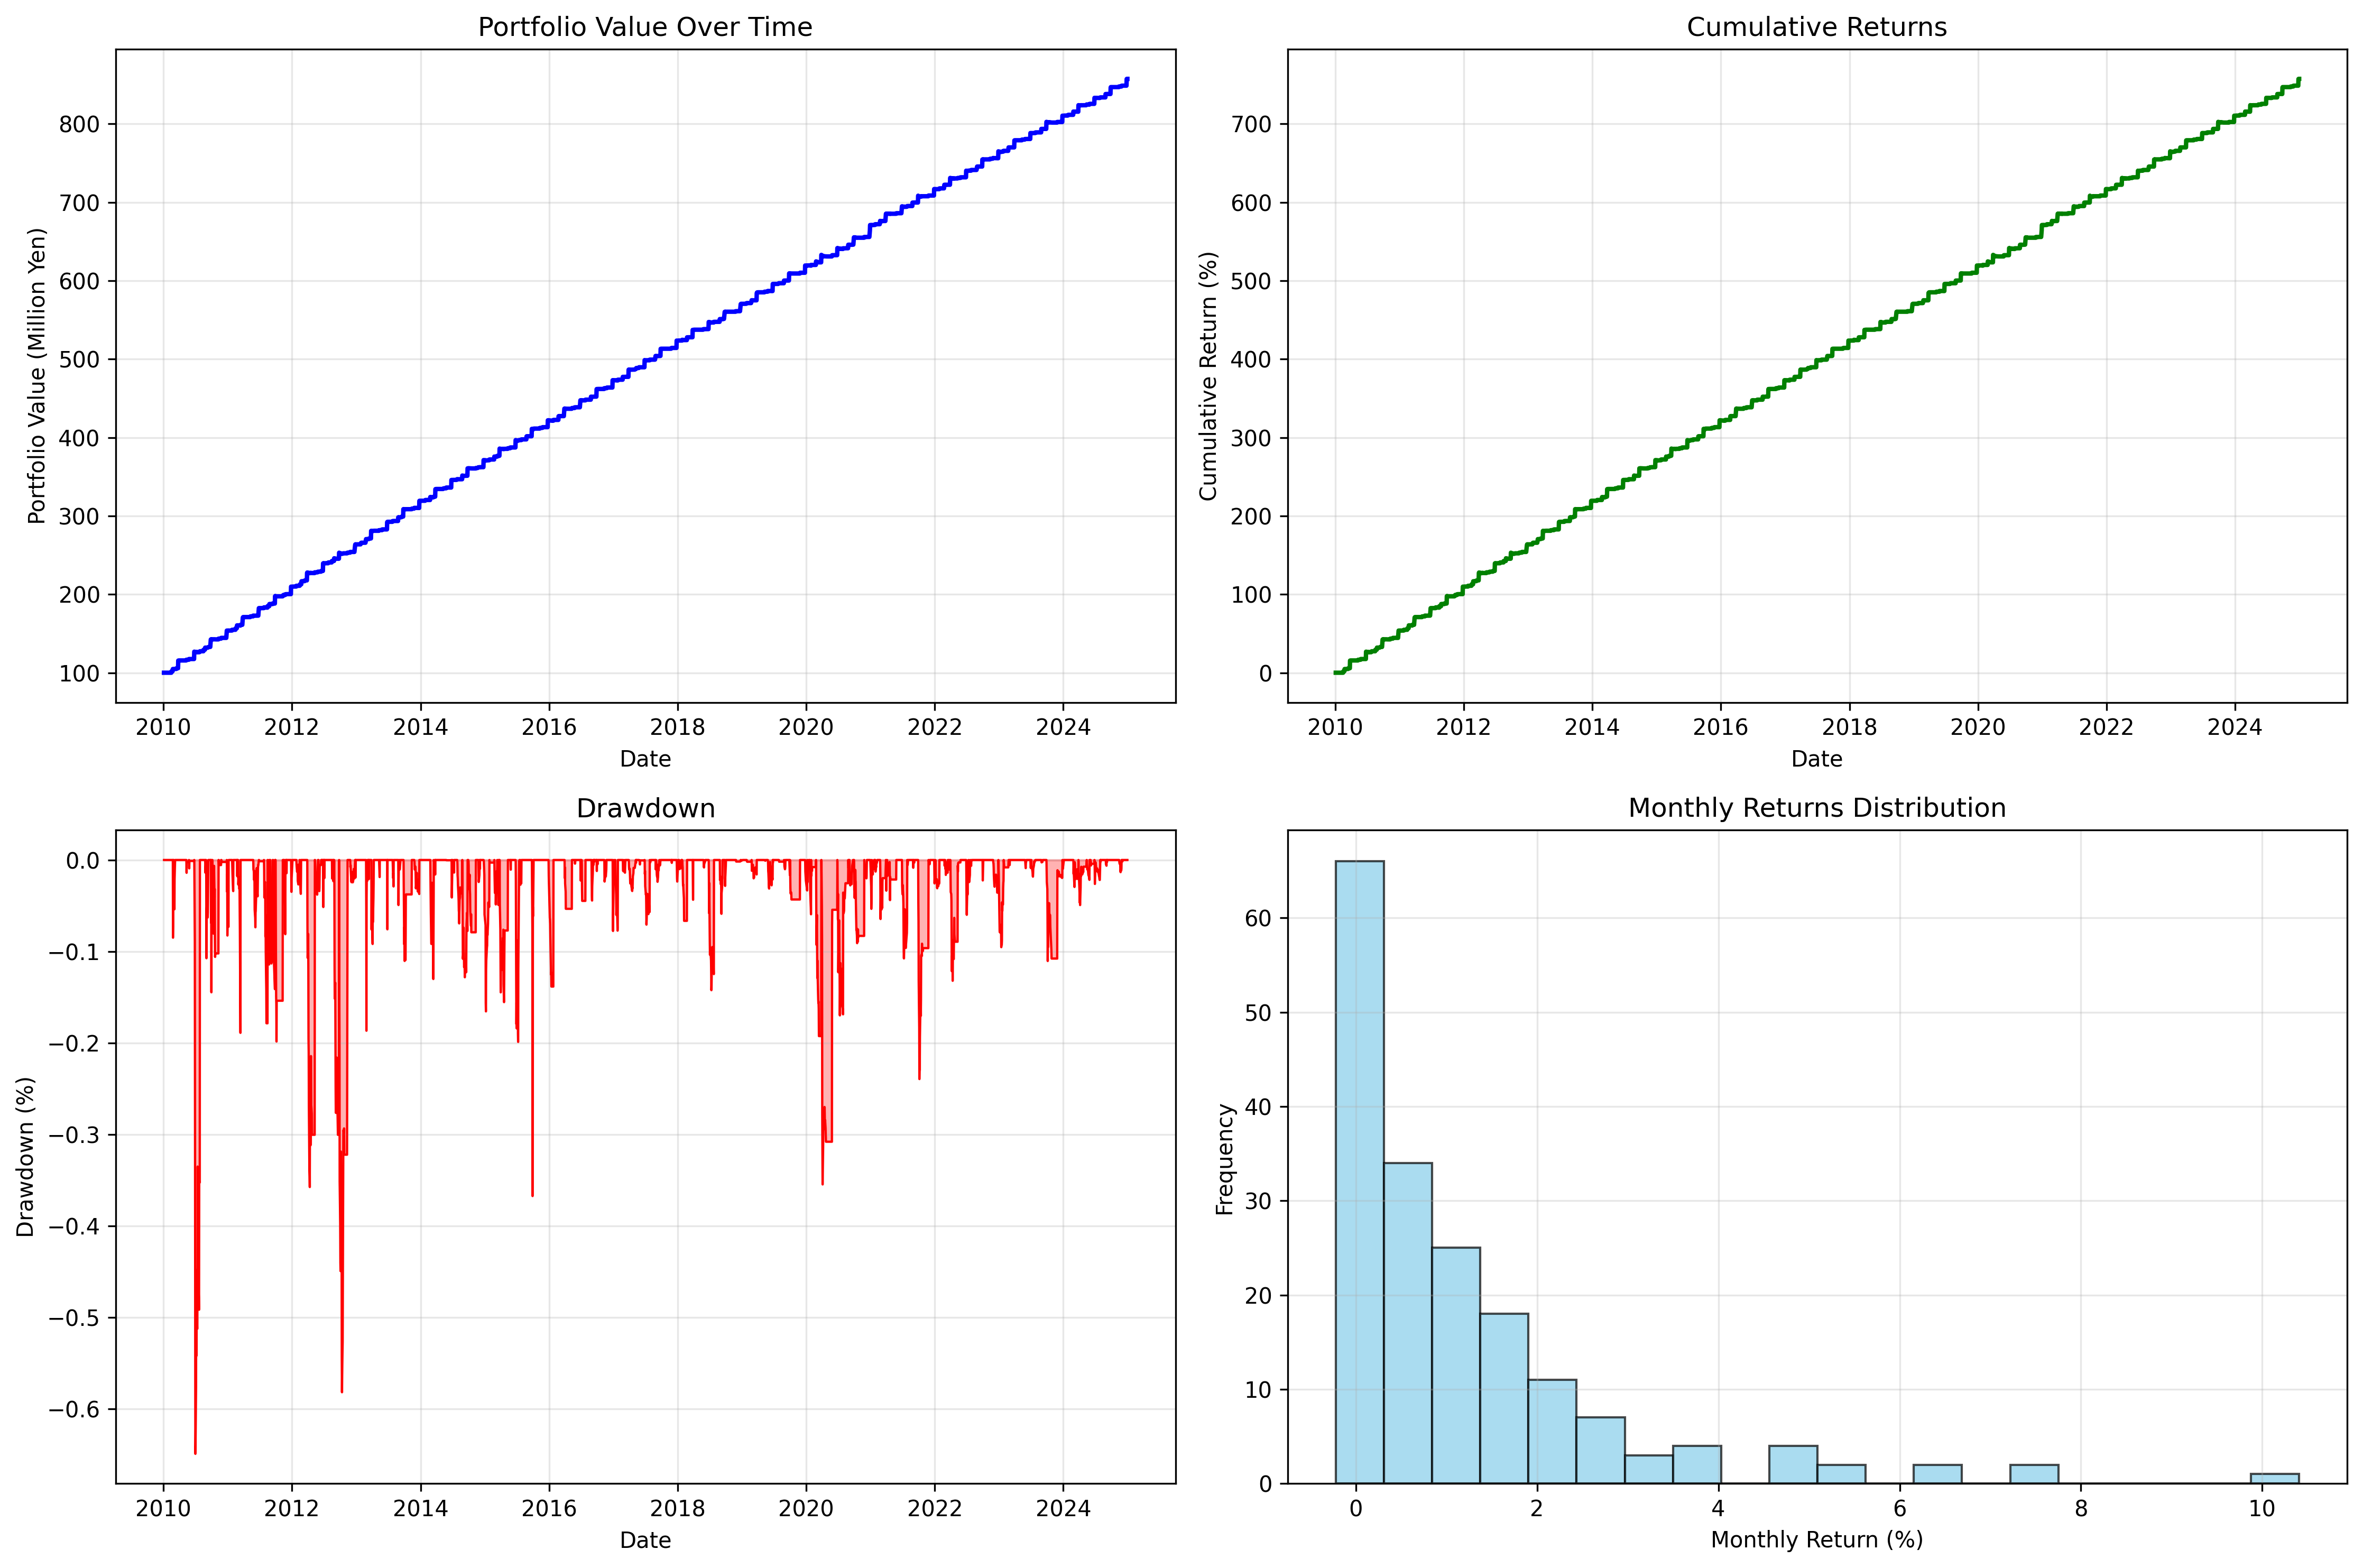 Portfolio Value Over Time
Portfolio Value (Million Yen)
800
700
600
500
400
300
200
100
2010 2012 2014 2016 2018 2020 2022 2024
Date
Cumulative Returns
Cumulative Return (%)
700
600
500
400
300
200
100
0
2010 2012 2014 2016 2018 2020 2022 2024
Date
Drawdown
Drawdown (%)
0.0
−0.1
−0.2
−0.3
−0.4
−0.5
−0.6
2010 2012 2014 2016 2018 2020 2022 2024
Date
Monthly Returns Distribution
Frequency
60
50
40
30
20
10
0
0 2 4 6 8 10
Monthly Return (%)